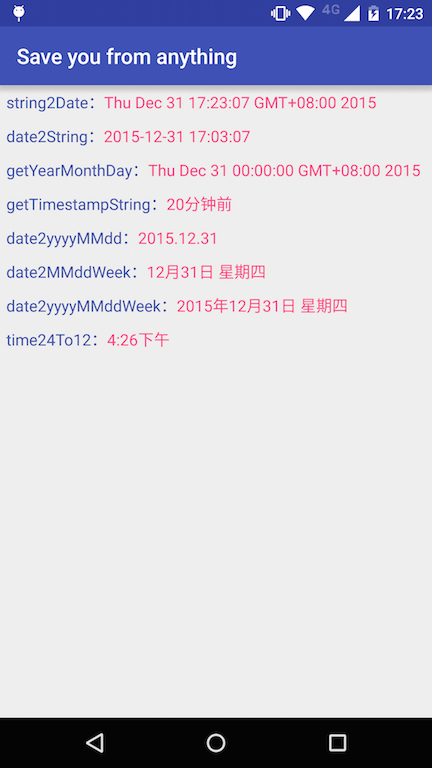 4G 17:23
Save you from anything
string2Date：Thu Dec 31 17:23:07 GMT+08:00 2015
date2String：2015-12-31 17:03:07
getYearMonthDay：Thu Dec 31 00:00:00 GMT+08:00 2015
getTimestampString：20分钟前
date2yyyyMMdd：2015.12.31
date2MMddWeek：12月31日 星期四
date2yyyyMMddWeek：2015年12月31日 星期四
time24To12：4:26下午